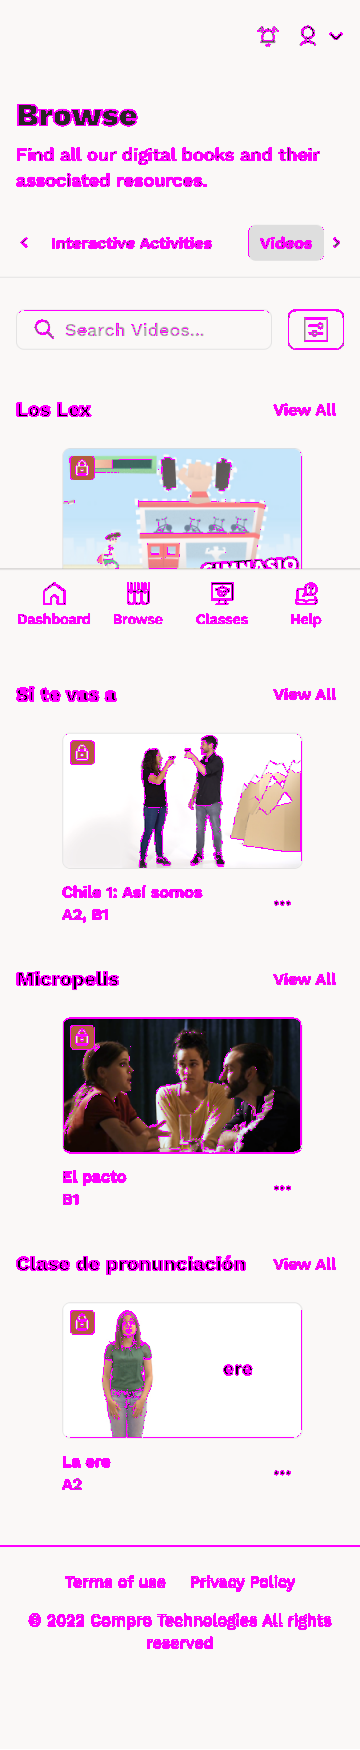 Browse
Find all our digital books and their
associated resources.
Interactive Activities
Videos
Search Videos...
Los Lex
View All
GIMNASIO
Dashboard
Browse
Classes
Help
Si te vas a
View All
Chile 1: Así somos
A2, B1
Micropelis
View All
El pacto
B1
Clase de pronunciación
View All
ere
La ere
A2
Terms of use
Privacy Policy
© 2022 Compro Technologies All rights
reserved